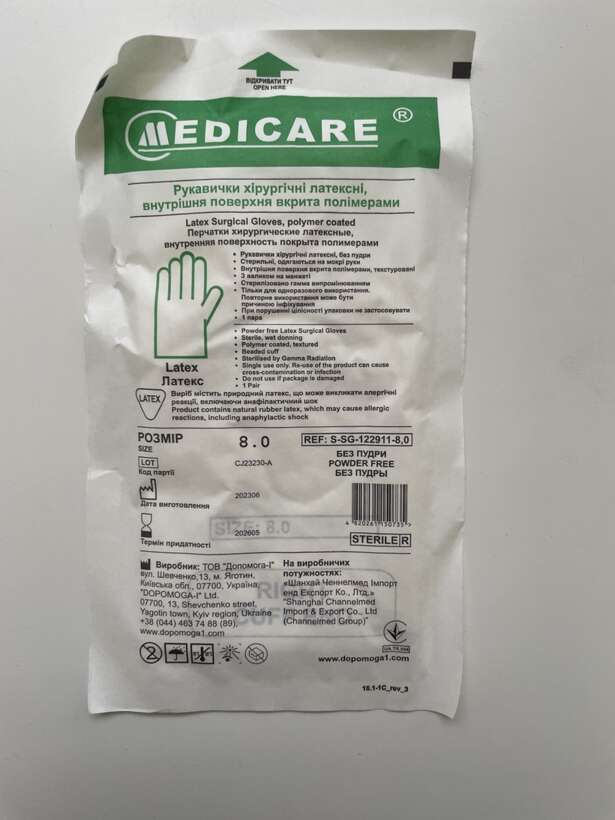 ВІДКРИВАТИ ТУТ
OPEN HERE
MEDICARE ®
Рукавички хірургічні латексні,
внутрішня поверхня вкрита полімерами
Latex Surgical Gloves, polymer coated
Перчатки хирургические латексные,
внутренняя поверхность покрыта полимерами
• Рукавички хірургічні латексні, без пудри
• Стерильні, одягаються на мокрі руки
• Внутрішня поверхня вкрита полімерами, текстуровані
• З валиком на манжеті
• Стерилізовано гамма випромінюванням
• Тільки для одноразового використання.
Повторне використання може бути
причиною інфікування
• При порушенні цілісності упаковки не застосовувати
• 1 пара
• Powder free Latex Surgical Gloves
• Sterile, wet donning
• Polymer coated, textured
• Beaded cuff
• Sterilised by Gamma Radiation
• Single use only. Re-use of the product can cause
cross-contamination or infection
• Do not use if package is damaged
• 1 Pair
Latex
Латекс
LATEX
Виріб містить природний латекс, що може викликати алергічні
реакції, включаючи анафілактичний шок
Product contains natural rubber latex, which may cause allergic
reactions, including anaphylactic shock
РОЗМІР 8.0
SIZE
REF: S-SG-122911-8,0
LOT CJ23230-A
Код партії
БЕЗ ПУДРИ
POWDER FREE
БЕЗ ПУДРЫ
202306
Дата виготовлення
202605
Термін придатності
SIZE: 8.0
4 820261 130735 >
STERILE R
Виробник: ТОВ "Допомога-І"
вул. Шевченко,13, м. Яготин,
Київська обл., 07700, Україна,
"DOPOMOGA-I" Ltd.
07700, 13, Shevchenko street,
Yagotin town, Kyiv region, Ukraine
+38 (044) 463 74 88 (89),
www.dopomoga1.com
На виробничих
потужностях:
«Шанхай Ченнелмед Імпорт
енд Експорт Ко., Лтд.»
"Shanghai Channelmed
Import & Export Co., Ltd
(Channelmed Group)"
CUFF
2
www.dopomoga1.com
18.1-1C_rev_3